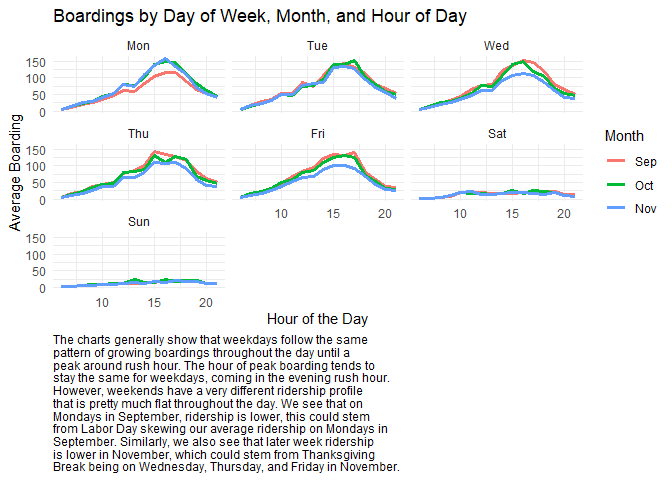 Boardings by Day of Week, Month, and Hour of Day
Mon Tue Wed
150
100
50
0
Thu Fri Sat
150
100
50
0
10 15 20 10 15 20
Sun
150
100
50
0
10 15 20
Average Boarding
Hour of the Day
Month
Sep
Oct
Nov
The charts generally show that weekdays follow the same
pattern of growing boardings throughout the day until a
peak around rush hour. The hour of peak boarding tends to
stay the same for weekdays, coming in the evening rush hour.
However, weekends have a very different ridership profile
that is pretty much flat throughout the day. We see that on
Mondays in September, ridership is lower, this could stem
from Labor Day skewing our average ridership on Mondays in
September. Similarly, we also see that later week ridership
is lower in November, which could stem from Thanksgiving
Break being on Wednesday, Thursday, and Friday in November.